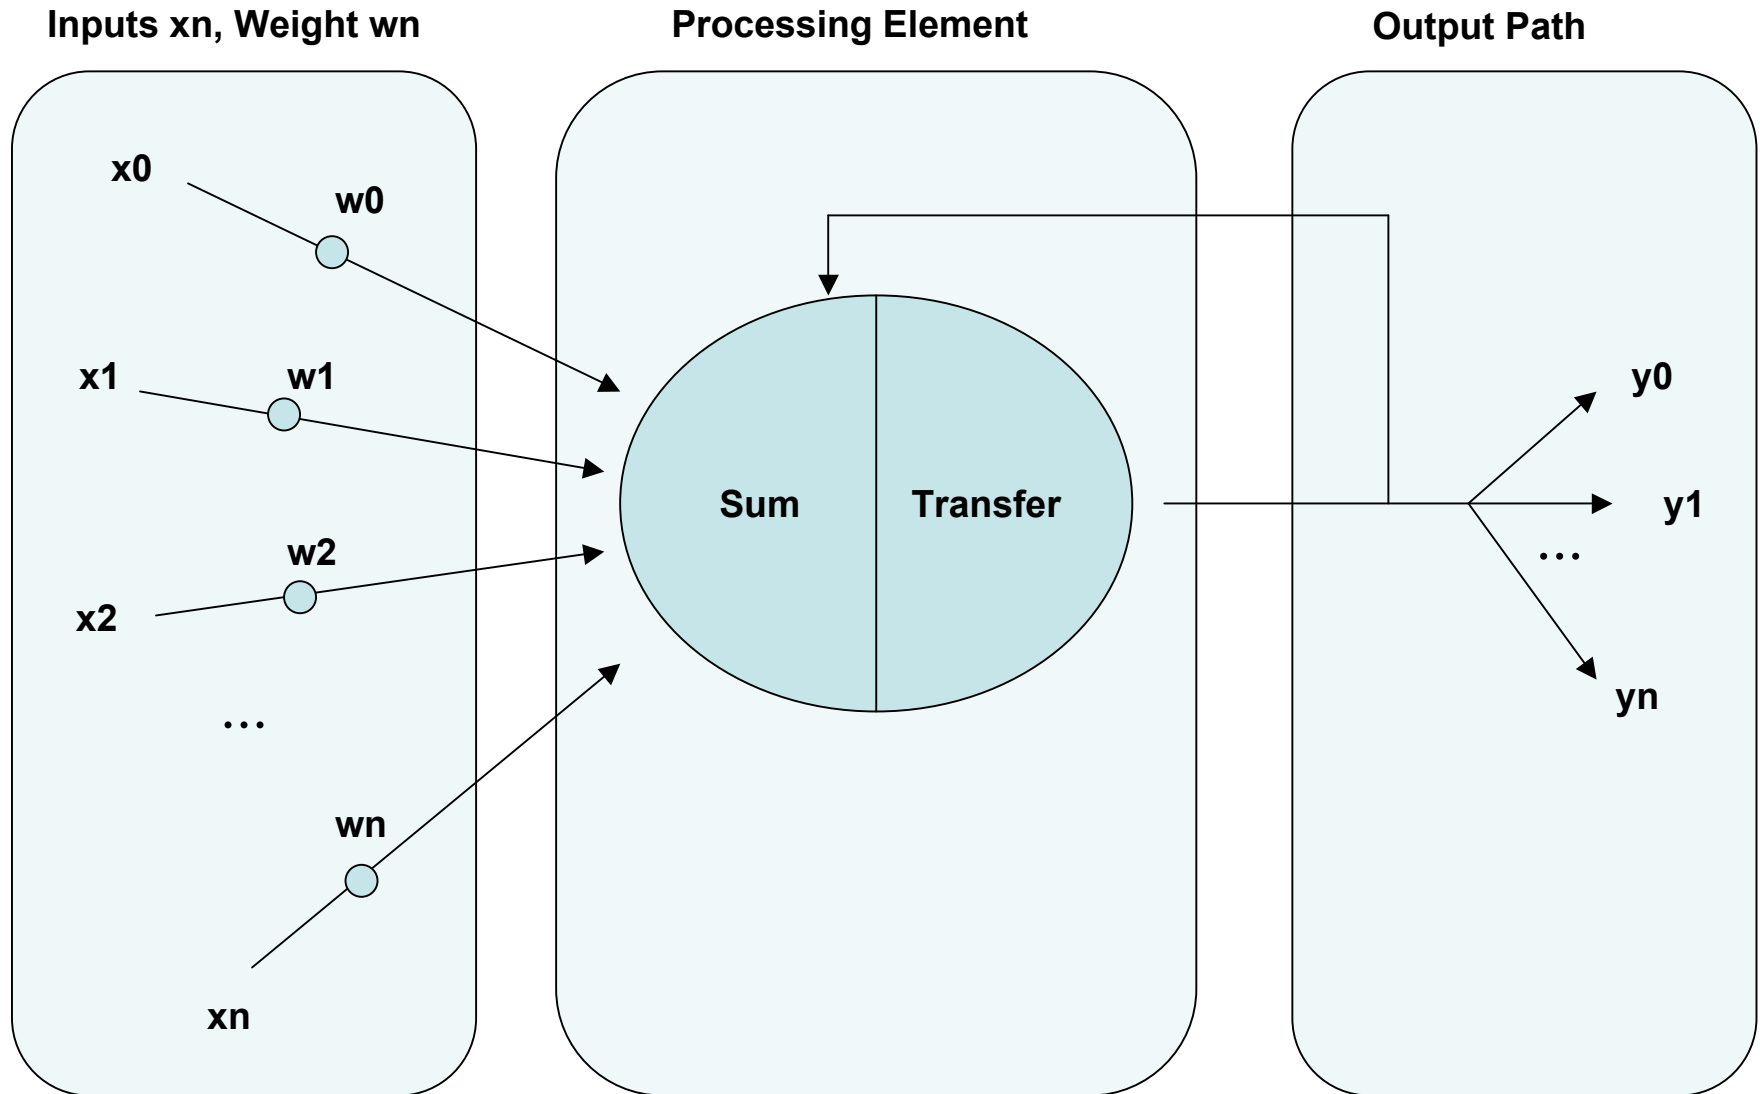 Inputs xn, Weight wn
Processing Element
Output Path
x0
w0
x1
w1
w2
x2
...
wn
xn
Sum
Transfer
y0
y1
...
yn